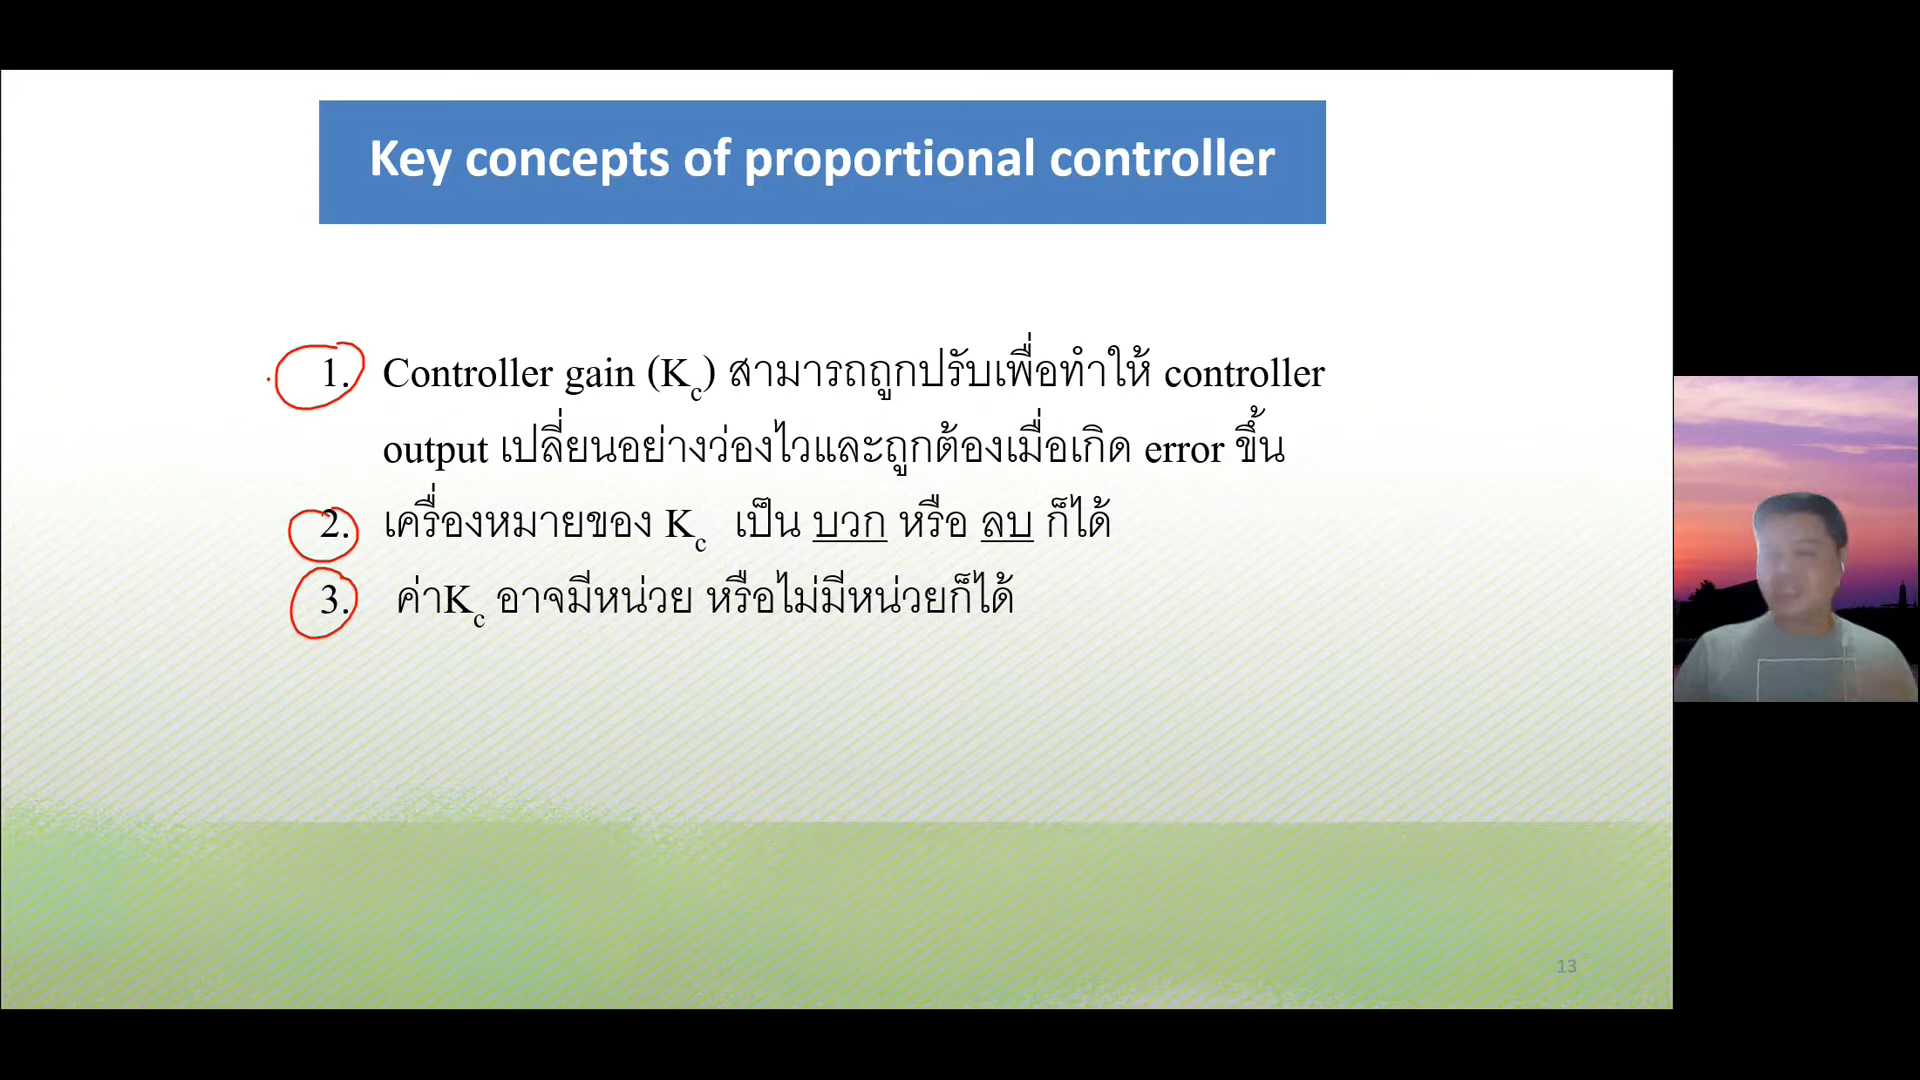 Key concepts of proportional controller
1. Controller gain (Kc) สามารถถูกปรับเพื่อทำให้ controller
output เปลี่ยนอย่างว่องไวและถูกต้องเมื่อเกิด error ขึ้น
2. เครื่องหมายของ Kc เป็น บวก หรือ ลบ ก็ได้
3. ค่าKc อาจมีหน่วย หรือไม่มีหน่วยก็ได้
13